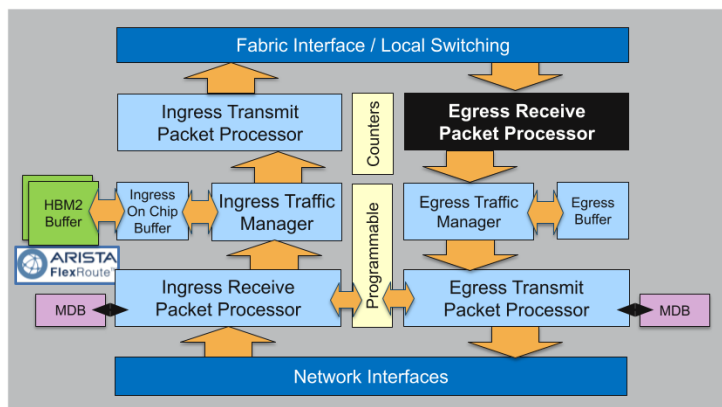 Fabric Interface / Local Switching
Ingress Transmit
Packet Processor
Counters
Egress Receive
Packet Processor
HBM2
Buffer
Ingress
On Chip
Buffer
Ingress Traffic
Manager
Programmable
Egress Traffic
Manager
Egress
Buffer
ARISTA
FlexRoute™
MDB
Ingress Receive
Packet Processor
Egress Transmit
Packet Processor
MDB
Network Interfaces